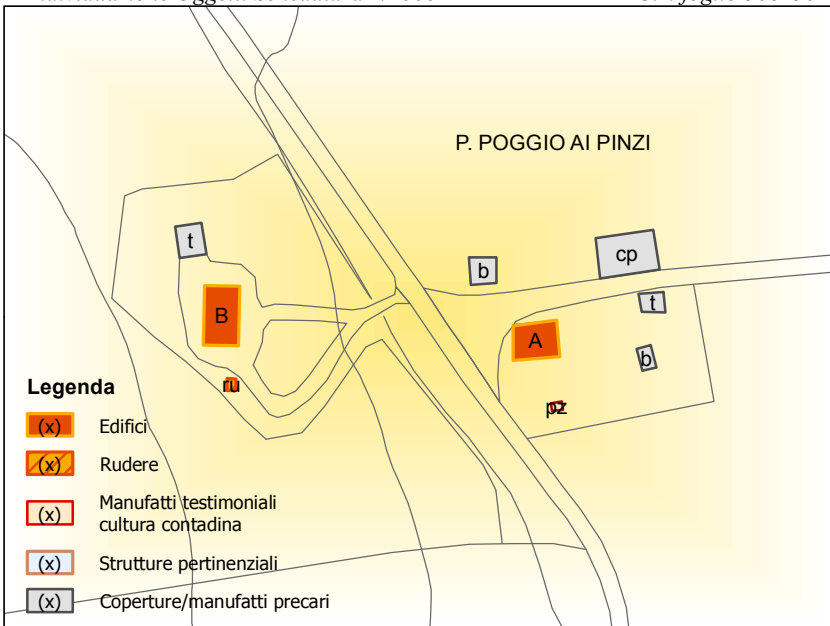 P. POGGIO AI PINZI
t
b
cp
t
B
A
b
ru
pz
Legenda
(x) Edifici
(x) Rudere
(x) Manufatti testimoniali
cultura contadina
(x) Strutture pertinenziali
(x) Coperture/manufatti precari